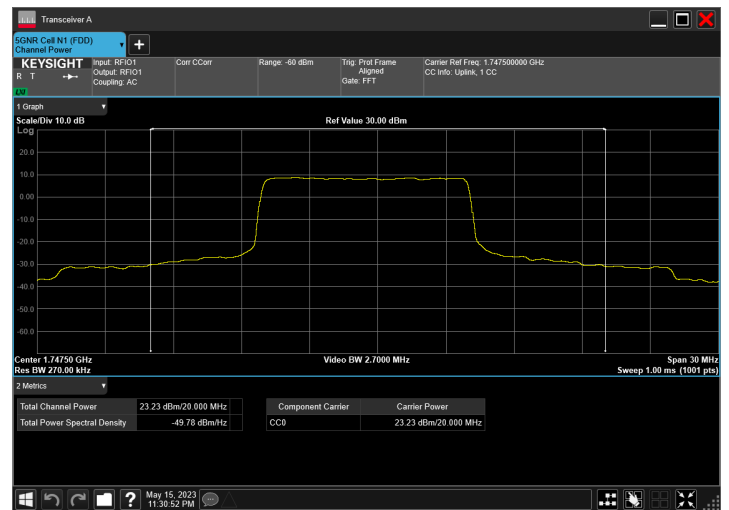 Transceiver A
5GNR Cell N1 (FDD)
Channel Power
KEYSIGHT
R T
LXI
Input: RFIO1
Output: RFIO1
Coupling: AC
Corr CCorr
Range: -60 dBm
Trig: Prot Frame
Aligned
Gate: FFT
Carrier Ref Freq: 1.747500000 GHz
CC Info: Uplink, 1 CC
1 Graph
Scale/Div 10.0 dB
Ref Value 30.00 dBm
Log
20.0
10.0
0.00
-10.0
-20.0
-30.0
-40.0
-50.0
-60.0
Center 1.74750 GHz
Video BW 2.7000 MHz
Span 30 MHz
Res BW 270.00 kHz
Sweep 1.00 ms (1001 pts)
2 Metrics
Total Channel Power 23.23 dBm/20.000 MHz
Total Power Spectral Density -49.78 dBm/Hz
Component Carrier Carrier Power
CC0 23.23 dBm/20.000 MHz
May 15, 2023
11:30:52 PM